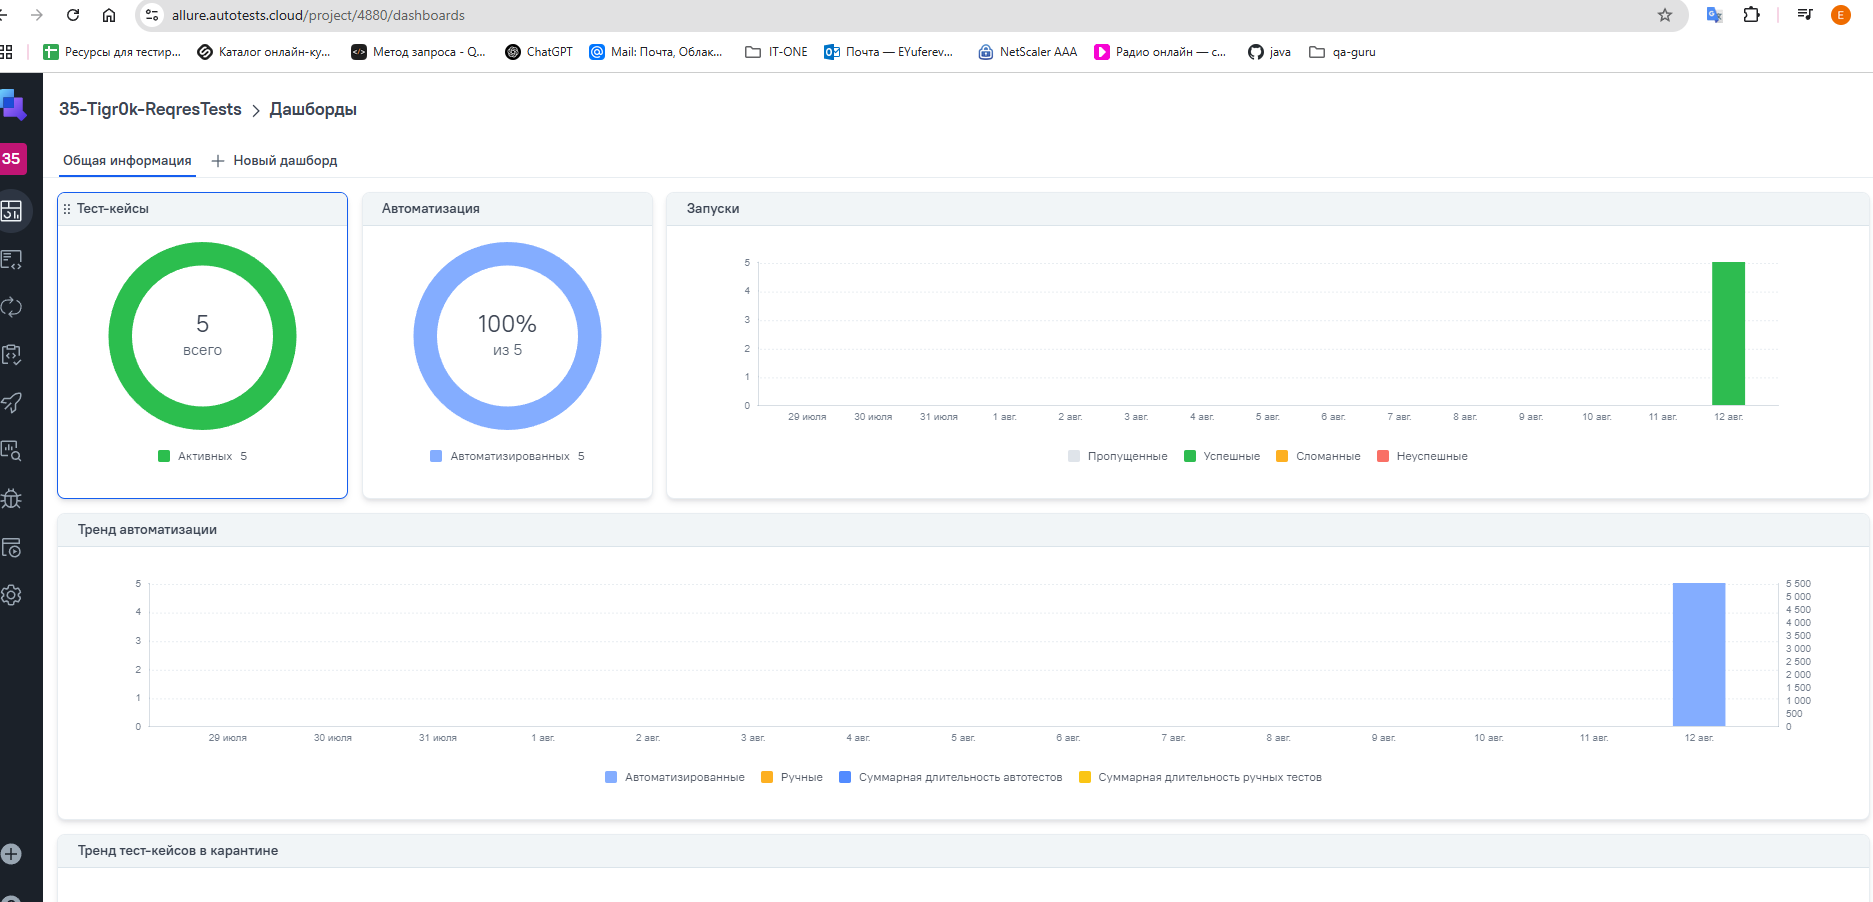 allure.autotests.cloud/project/4880/dashboards
E
Ресурсы для тестир...
Каталог онлайн-ку...
Метод запроса - Q...
ChatGPT
Mail: Почта, Облак...
IT-ONE
Почта — EYuferev...
NetScaler AAA
Радио онлайн — с...
java
qa-guru
35-Tigr0k-ReqresTests > Дашборды
35
Общая информация
+ Новый дашборд
Тест-кейсы
5
всего
Активных 5
Автоматизация
100%
из 5
Автоматизированных 5
Запуски
5
4
3
2
1
0
29 июля 30 июля 31 июля 1 авг. 2 авг. 3 авг. 4 авг. 5 авг. 6 авг. 7 авг. 8 авг. 9 авг. 10 авг. 11 авг. 12 авг.
Пропущенные Успешные Сломанные Неуспешные
Тренд автоматизации
5
4
3
2
1
0
5 500
5 000
4 500
4 000
3 500
3 000
2 500
2 000
1 500
1 000
500
0
29 июля 30 июля 31 июля 1 авг. 2 авг. 3 авг. 4 авг. 5 авг. 6 авг. 7 авг. 8 авг. 9 авг. 10 авг. 11 авг. 12 авг.
Автоматизированные Ручные Суммарная длительность автотестов Суммарная длительность ручных тестов
Тренд тест-кейсов в карантине